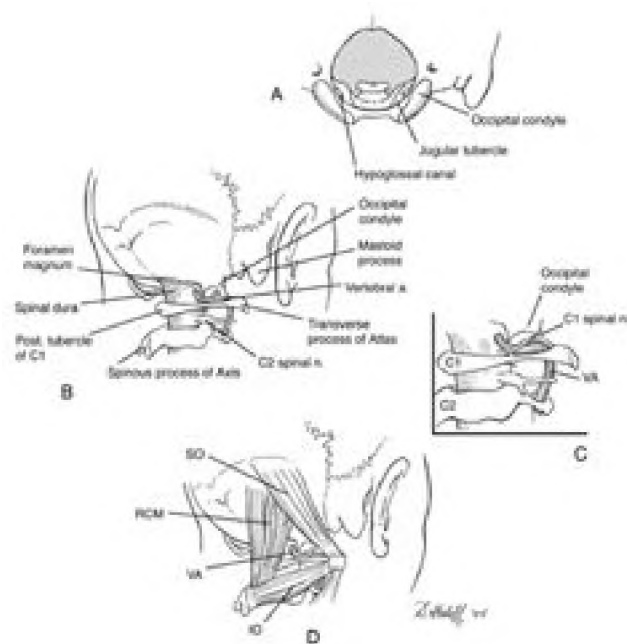 A
Occipital condyle
Jugular tubercle
Hypoglossal canal
Occipital
condyle
Mastoid
process
Vertebral a.
Transverse
process of Atlas
C2 spinal n.
Foramen
magnum
Spinal dura
Post. tubercle
of C1
Spinous process of Axis
B
Occipital
condyle
C1 spinal n.
C1
VA
C2
C
SO
RCM
VA
IO
D